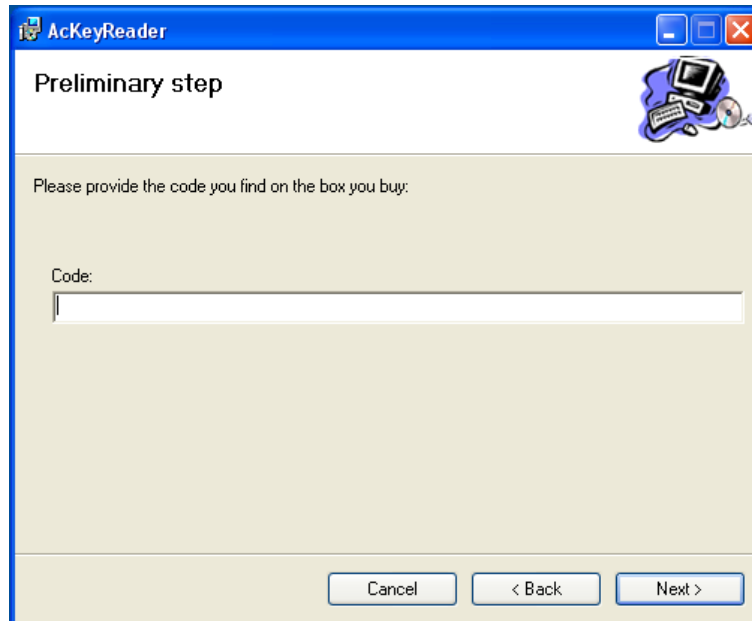 AcKeyReader
Preliminary step
Please provide the code you find on the box you buy:
Code:
Cancel
< Back
Next >